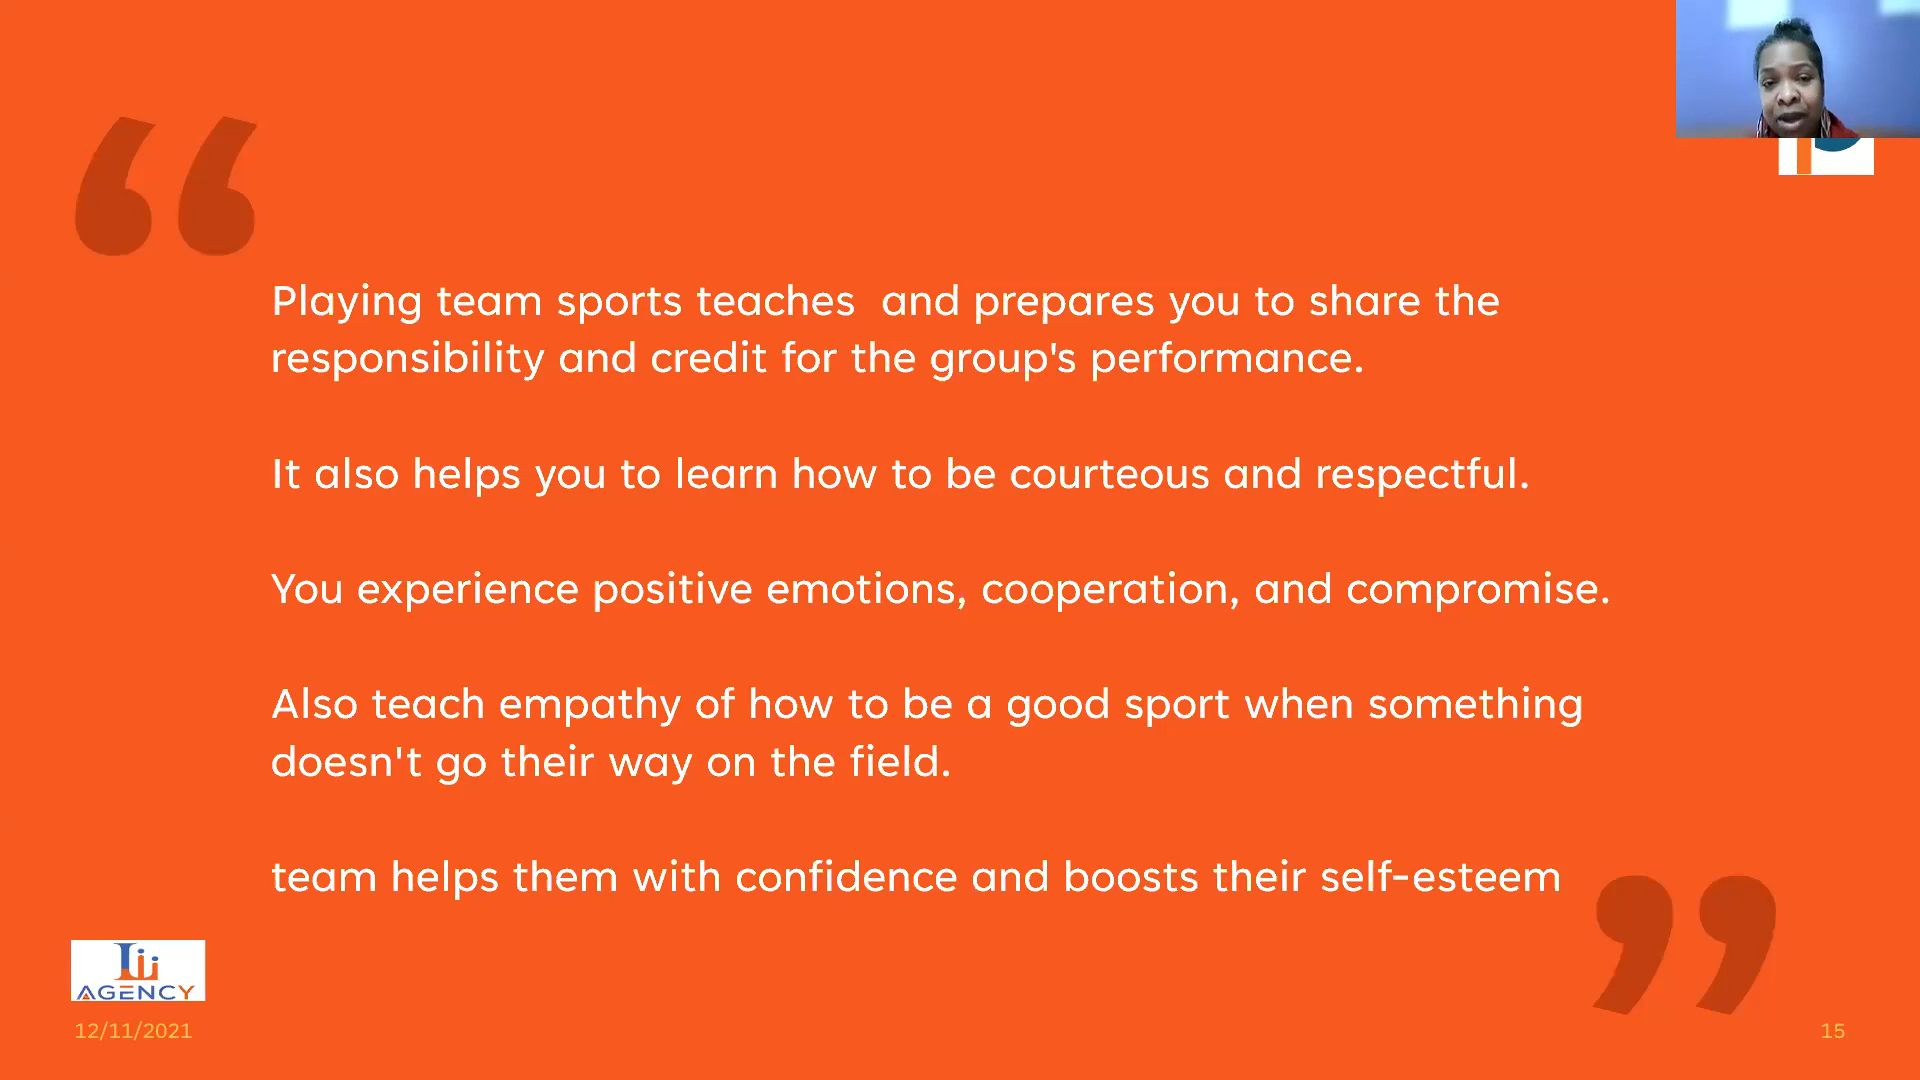 Playing team sports teaches  and prepares you to share the
responsibility and credit for the group's performance.
It also helps you to learn how to be courteous and respectful.
You experience positive emotions, cooperation, and compromise.
Also teach empathy of how to be a good sport when something
doesn't go their way on the field.
team helps them with confidence and boosts their self-esteem
AGENCY
12/11/2021
15